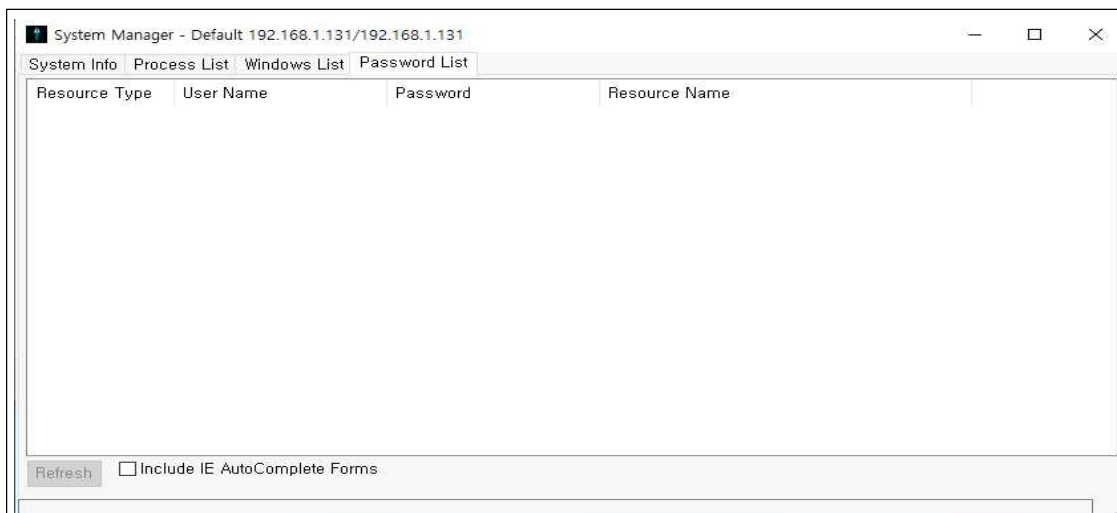 System Manager - Default 192.168.1.131/192.168.1.131
System Info Process List Windows List Password List
Resource Type User Name Password Resource Name
Refresh Include IE AutoComplete Forms